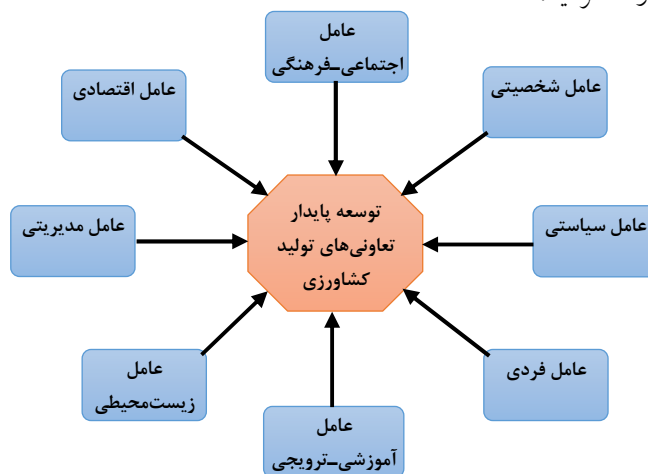 عامل
اجتماعی-فرهنگی
عامل شخصیتی
عامل اقتصادی
توسعه پایدار
تعاونی‌های تولید
کشاورزی
عامل سیاستی
عامل مدیریتی
عامل فردی
عامل
زیست‌محیطی
عامل
آموزشی-ترویجی